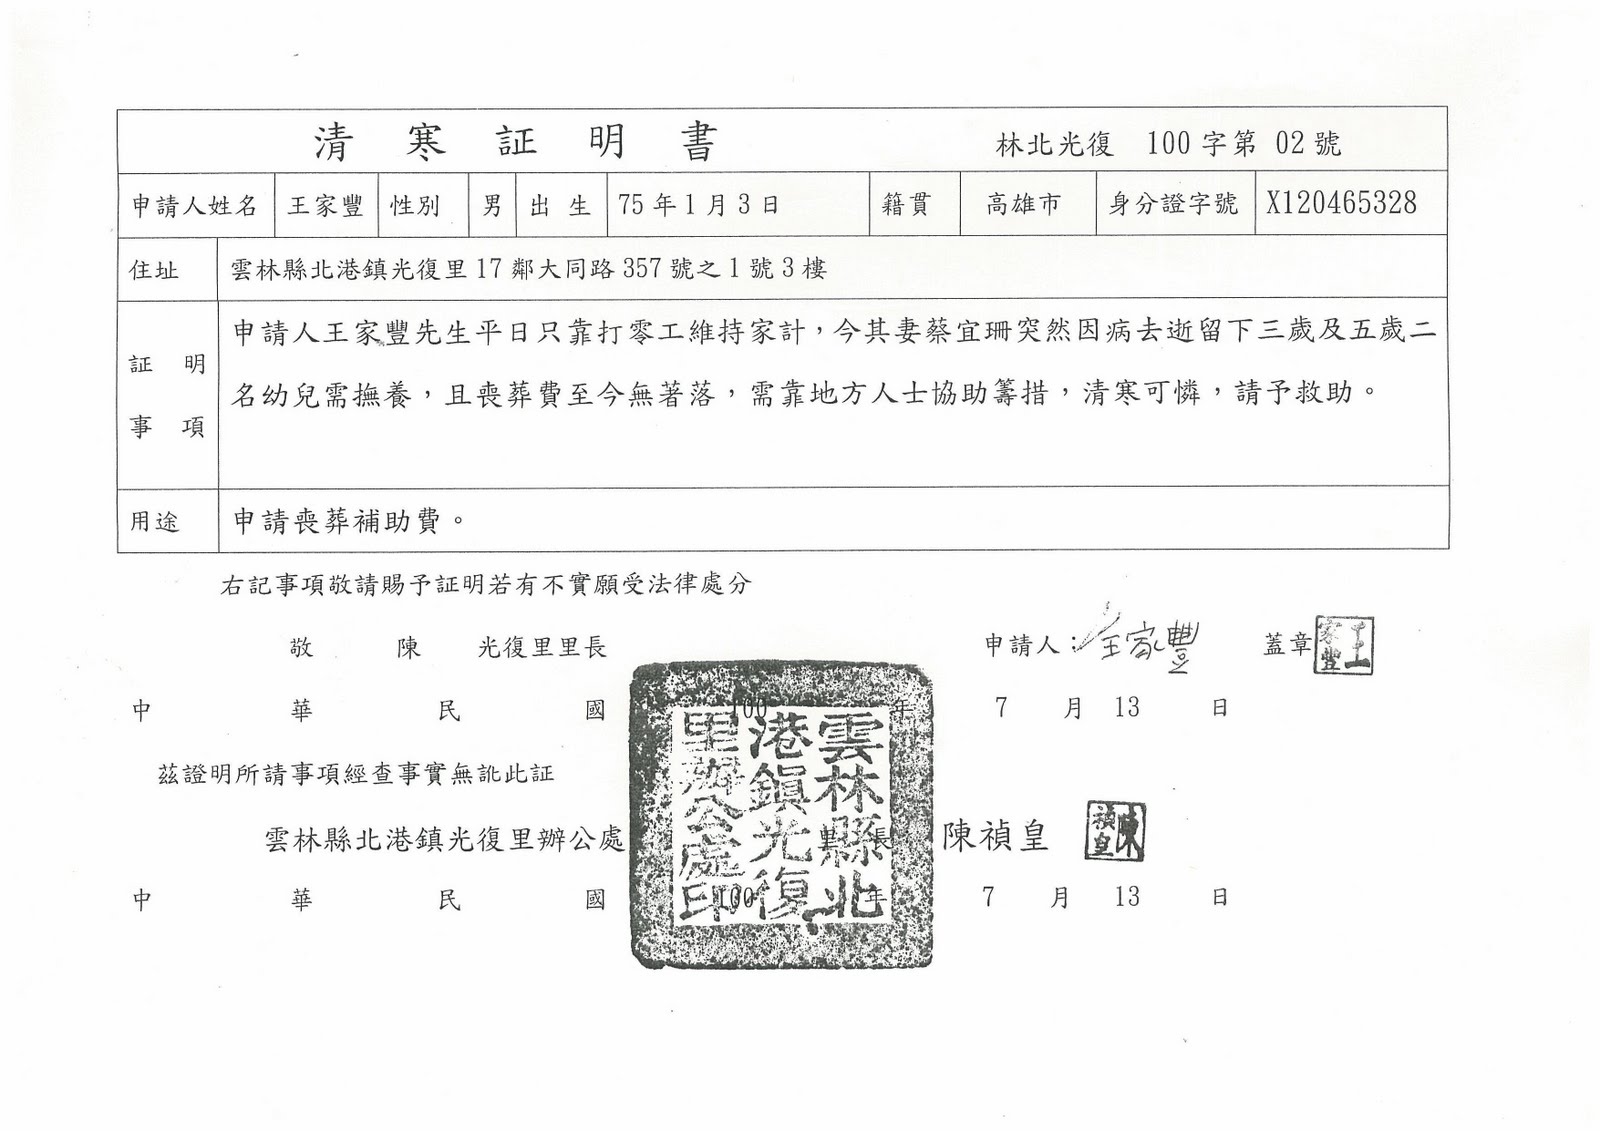 清寒証明書 林北光復 100字第 02號
申請人姓名 王家豐 性別 男 出生 75年1月3日 籍貫 高雄市 身分證字號 X120465328
住址 雲林縣北港鎮光復里17鄰大同路357號之1號3樓
証明事項 申請人王家豐先生平日只靠打零工維持家計，今其妻蔡宜珊突然因病去逝留下三歲及五歲二
名幼兒需撫養，且喪葬費至今無著落，需靠地方人士協助籌措，清寒可憐，請予救助。
用途 申請喪葬補助費。
右記事項敬請賜予証明若有不實願受法律處分
敬陳 光復里里長 申請人：王家豐 蓋章 王家豐
中華民國 100 年 7 月 13 日
茲證明所請事項經查事實無訛此証
雲林縣北港鎮光復里辦公處 里長 陳禎皇 陳禎皇
中華民國 100 年 7 月 13 日
雲林縣北
港鎮光復
里辦公處印